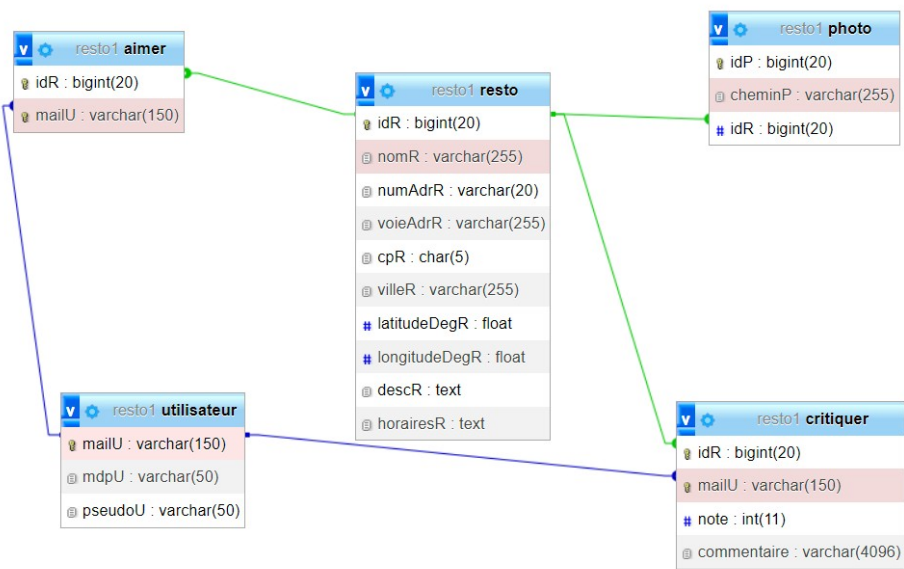 resto1 aimer
idR : bigint(20)
mailU : varchar(150)
resto1 resto
idR : bigint(20)
nomR : varchar(255)
numAdrR : varchar(20)
voieAdrR : varchar(255)
cpR : char(5)
villeR : varchar(255)
# latitudeDegR : float
# longitudeDegR : float
descR : text
horairesR : text
resto1 photo
idP : bigint(20)
cheminP : varchar(255)
# idR : bigint(20)
resto1 utilisateur
mailU : varchar(150)
mdpU : varchar(50)
pseudoU : varchar(50)
resto1 critiquer
idR : bigint(20)
mailU : varchar(150)
# note : int(11)
commentaire : varchar(4096)